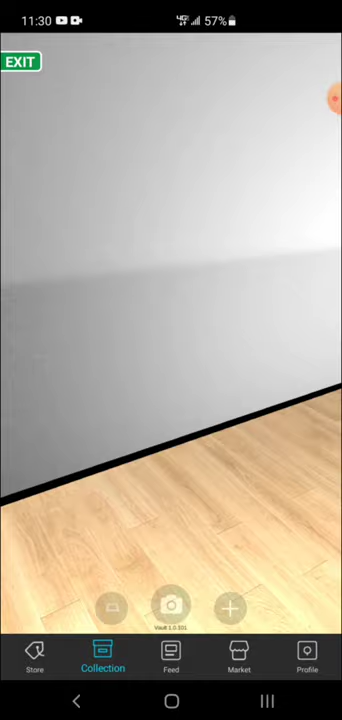 11:30
57%
EXIT
Vault 1.0.101
Store
Collection
Feed
Market
Profile